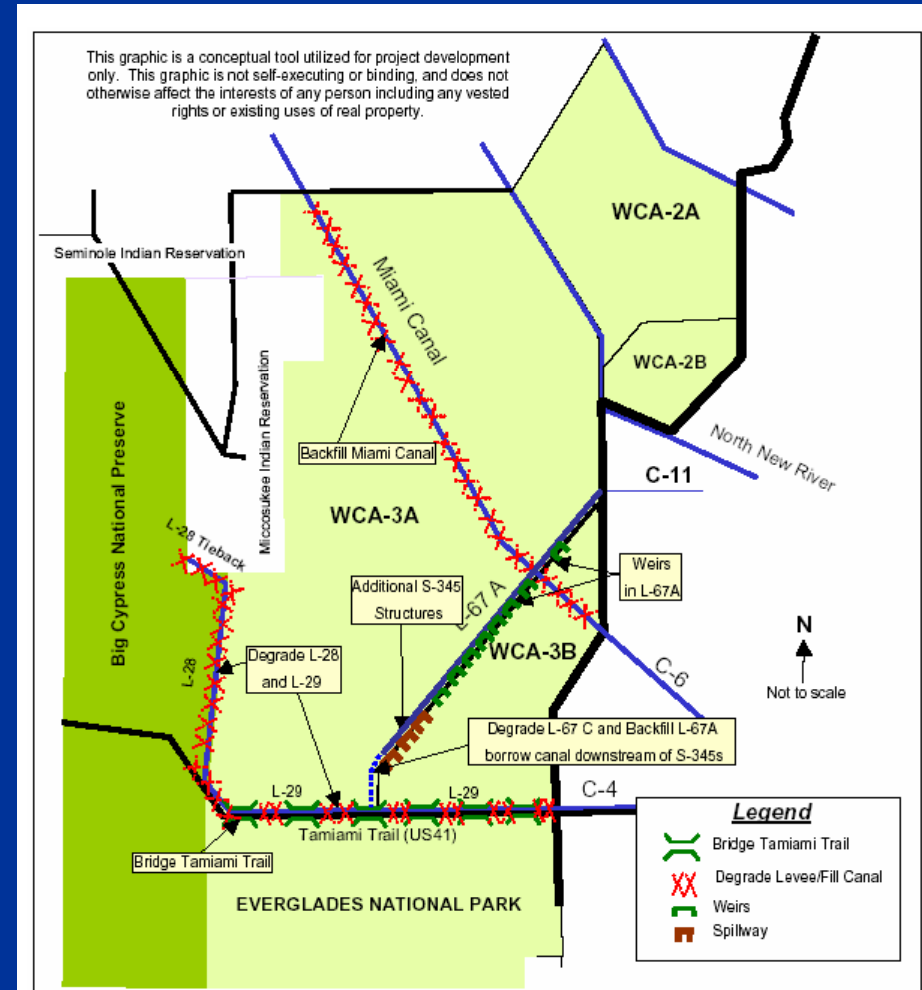 This graphic is a conceptual tool utilized for project development
only. This graphic is not self-executing or binding, and does not
otherwise affect the interests of any person including any vested
rights or existing uses of real property.
WCA-2A
Seminole Indian Reservation
Miami Canal
WCA-2B
Miccosukee Indian Reservation
Big Cypress National Preserve
Backfill Miami Canal
North New River
C-11
WCA-3A
L-28 Tieback
Weirs
in L-67A
Additional S-345
Structures
L-67 A
N
Not to scale
WCA-3B
L-28
Degrade L-28
and L-29
C-6
Degrade L-67 C and Backfill L-67A
borrow canal downstream of S-345s
L-29
L-29
C-4
Tamiami Trail (US41)
Bridge Tamiami Trail
EVERGLADES NATIONAL PARK
Legend
Bridge Tamiami Trail
Degrade Levee/Fill Canal
Weirs
Spillway